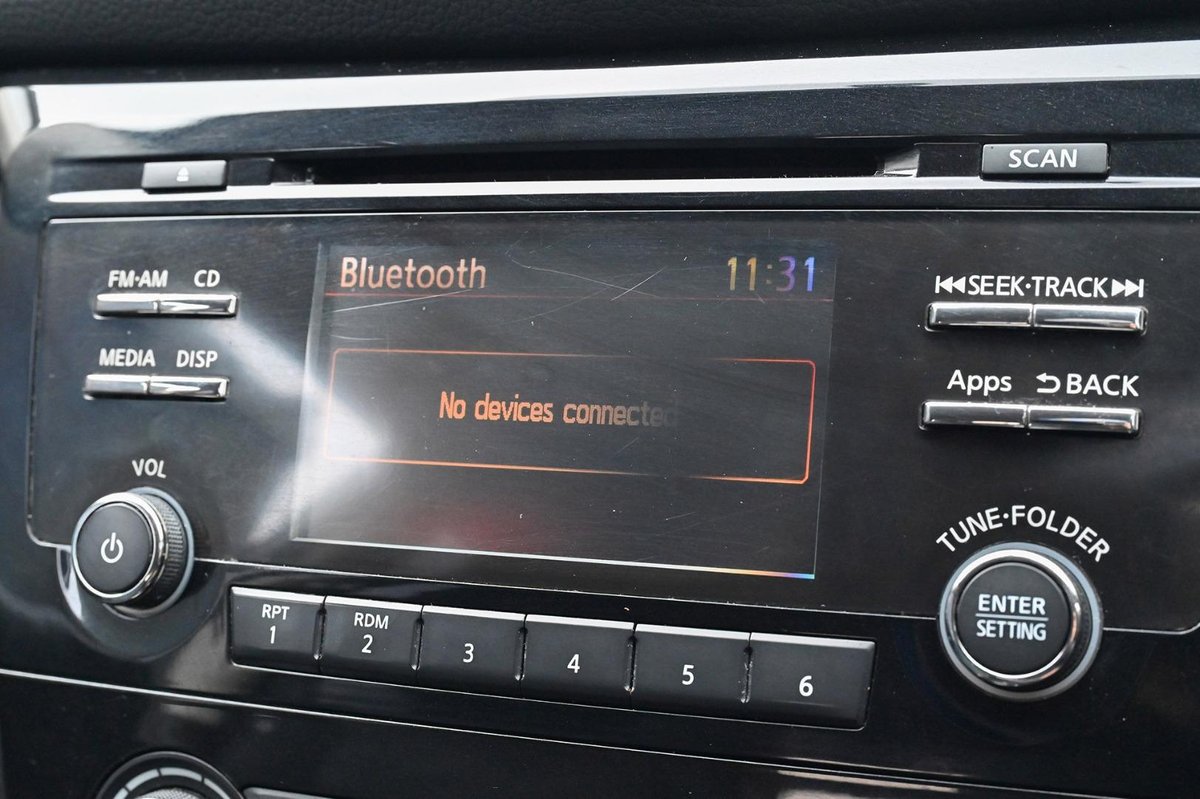 SCAN
FM·AM CD
Bluetooth 11:31
SEEK·TRACK
MEDIA DISP
Apps BACK
No devices connected
VOL
TUNE·FOLDER
ENTER
SETTING
RPT
1
RDM
2
3
4
5
6